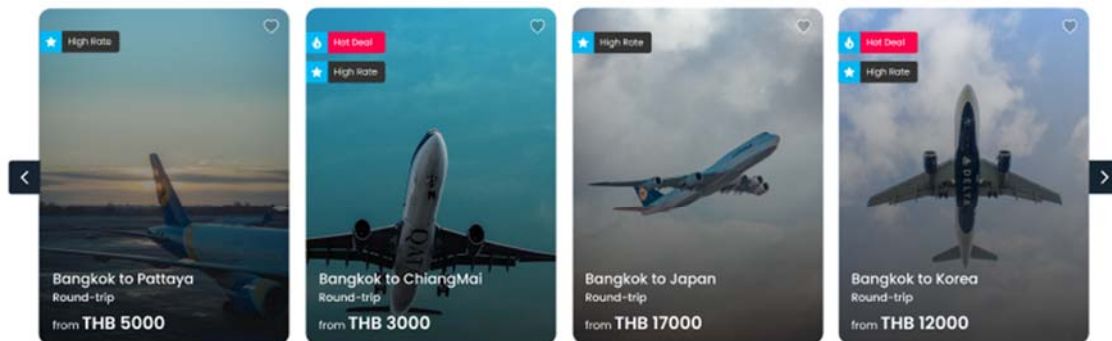 High Rate
Bangkok to Pattaya
Round-trip
from THB 5000
Hot Deal
High Rate
Bangkok to ChiangMai
Round-trip
from THB 3000
High Rate
Bangkok to Japan
Round-trip
from THB 17000
Hot Deal
High Rate
DELTA
Bangkok to Korea
Round-trip
from THB 12000